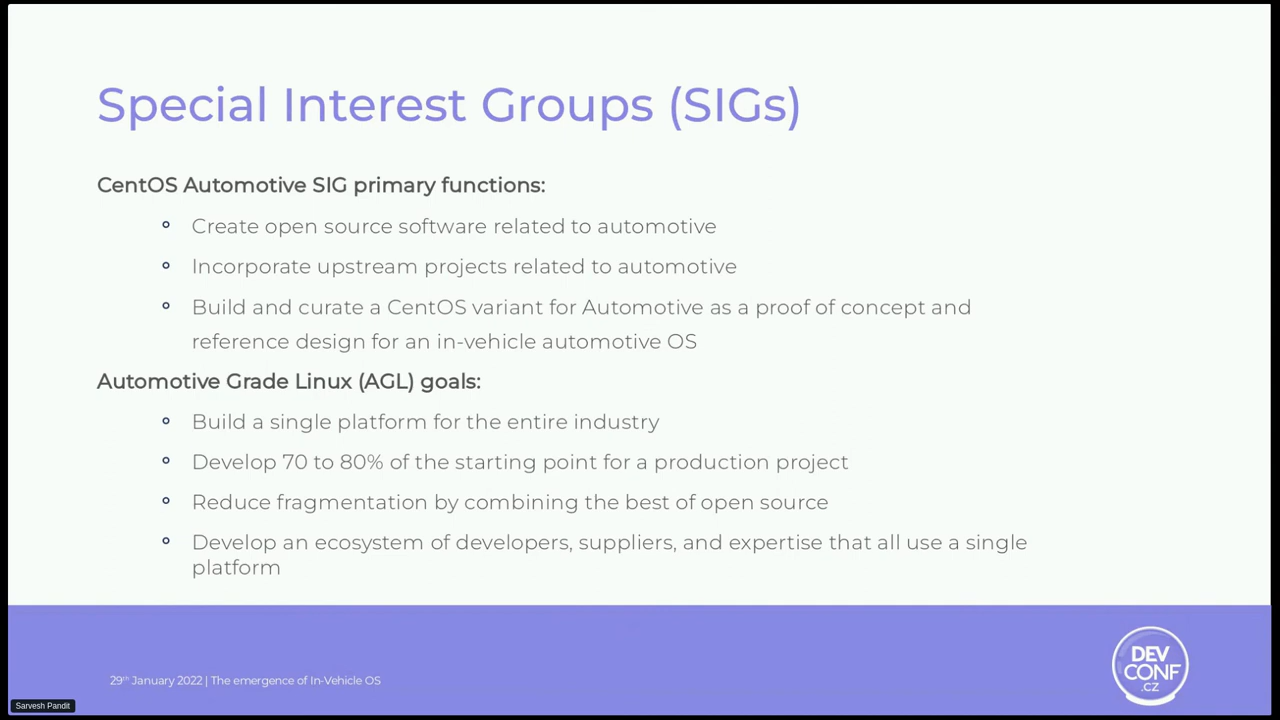 Special Interest Groups (SIGs)
CentOS Automotive SIG primary functions:
Create open source software related to automotive
Incorporate upstream projects related to automotive
Build and curate a CentOS variant for Automotive as a proof of concept and
reference design for an in-vehicle automotive OS
Automotive Grade Linux (AGL) goals:
Build a single platform for the entire industry
Develop 70 to 80% of the starting point for a production project
Reduce fragmentation by combining the best of open source
Develop an ecosystem of developers, suppliers, and expertise that all use a single
platform
29th January 2022 | The emergence of In-Vehicle OS
DEV
CONF
.CZ
Sarvesh Pandit